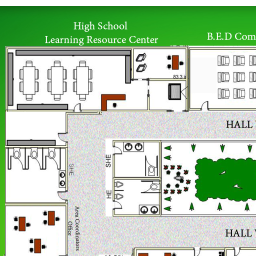 High School
Learning Resource Center
B.E.D Com
HALL
SHE
SHE
HE
Area Coordinators
Office
HALL